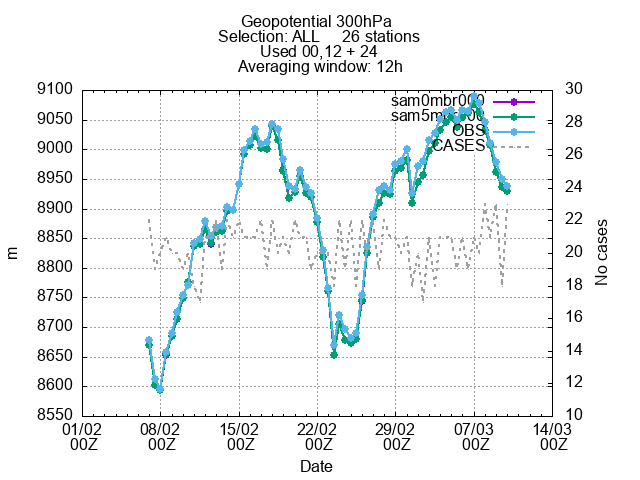 Geopotential 300hPa
Selection: ALL 26 stations
Used 00,12 + 24
Averaging window: 12h
sam0mbr000
sam5mbr000
OBS
CASES
m
9100
9050
9000
8950
8900
8850
8800
8750
8700
8650
8600
8550
No cases
30
28
26
24
22
20
18
16
14
12
10
01/02 08/02 15/02 22/02 29/02 07/03 14/03
00Z 00Z 00Z 00Z 00Z 00Z 00Z
Date